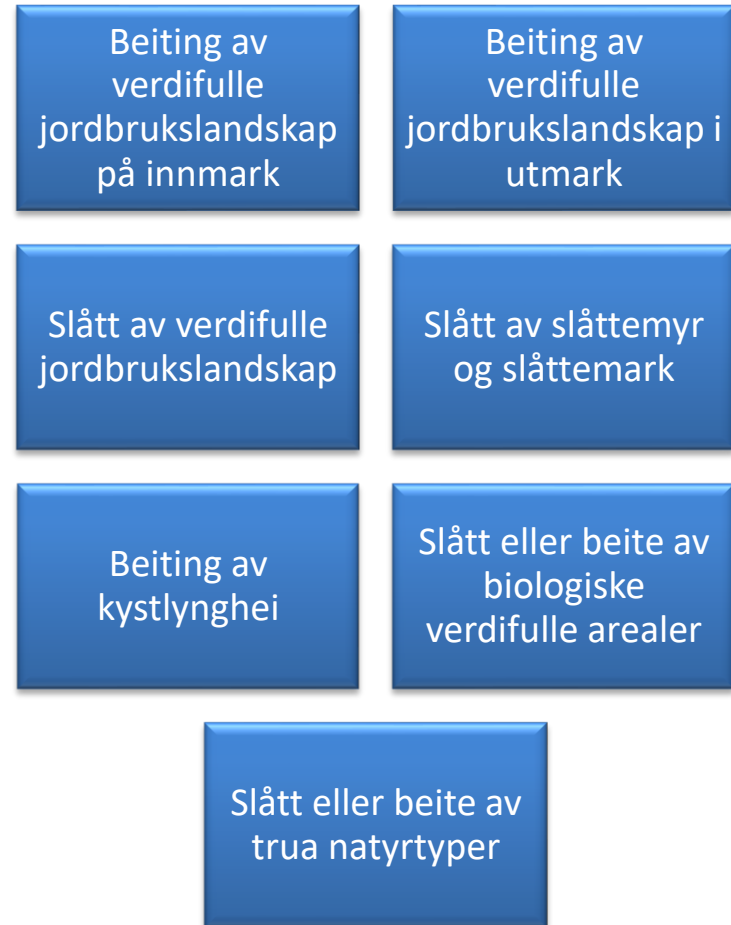 Beiting av
verdifulle
jordbrukslandskap
på innmark
Beiting av
verdifulle
jordbrukslandskap i
utmark
Slått av verdifulle
jordbrukslandskap
Slått av slåttemyr
og slåttemark
Beiting av
kystlynghei
Slått eller beite av
biologiske
verdifulle arealer
Slått eller beite av
trua natyrtyper